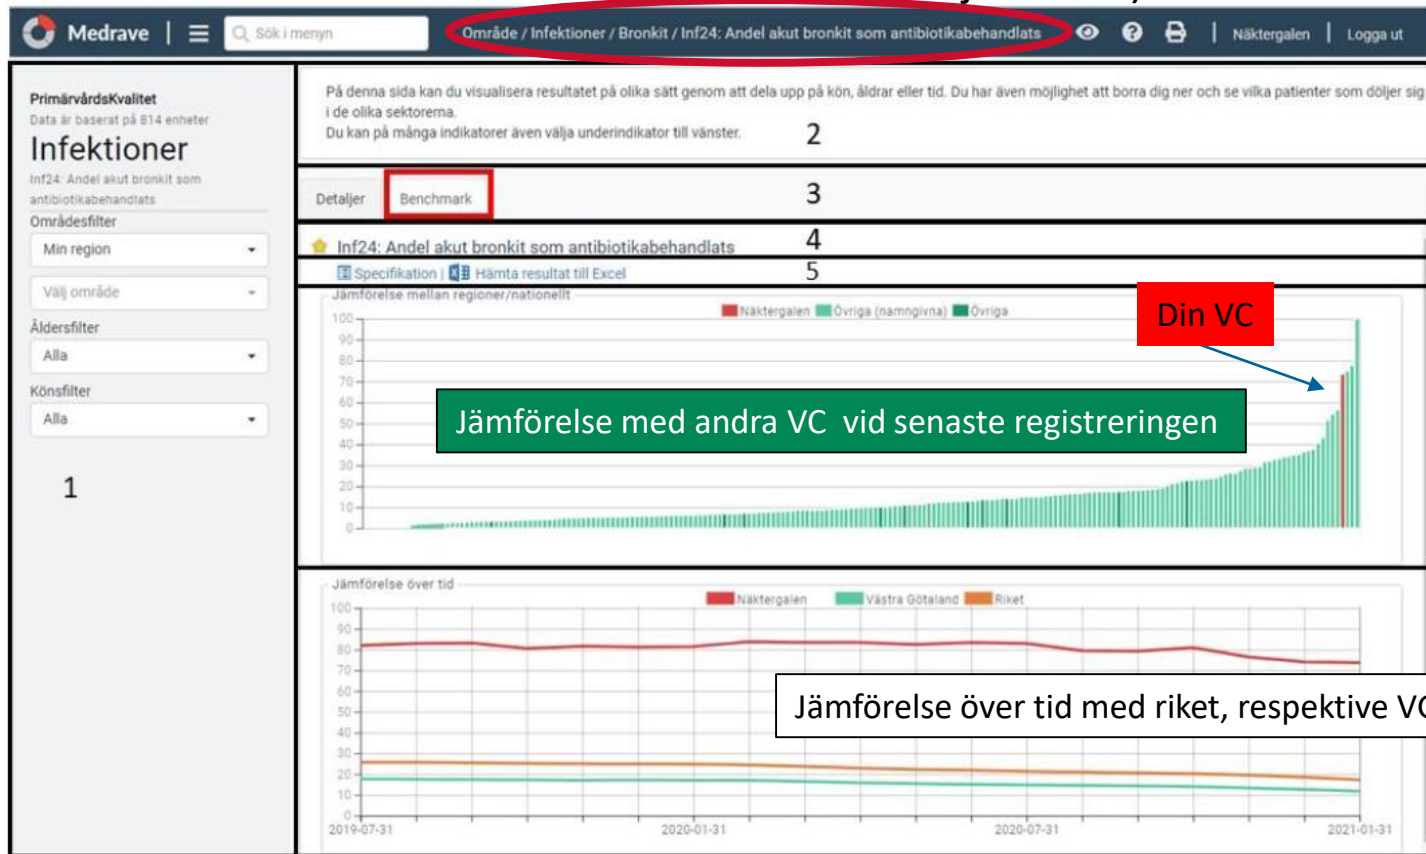 Medrave
Sök i menyn
Område / Infektioner / Bronkit / Inf24: Andel akut bronkit som antibiotikabehandlats
Näktergalen
Logga ut
PrimärvårdsKvalitet
Data är baserat på 814 enheter
Infektioner
Inf24: Andel akut bronkit som
antibiotikabehandlats
Områdesfilter
Min region
Välj område
Åldersfilter
Alla
Könsfilter
Alla
1
På denna sida kan du visualisera resultatet på olika sätt genom att dela upp på kön, åldrar eller tid. Du har även möjlighet att borra dig ner och se vilka patienter som döljer sig
i de olika sektorerna.
Du kan på många indikatorer även välja underindikator till vänster.
2
Detaljer
Benchmark
3
Inf24: Andel akut bronkit som antibiotikabehandlats
4
Specifikation | Hämta resultat till Excel
5
Jämförelse mellan regioner/nationellt
Näktergalen Övriga (namngivna) Övriga
Din VC
100
90
80
70
60
50
40
30
20
10
0
Jämförelse med andra VC vid senaste registreringen
Jämförelse över tid
Näktergalen Västra Götaland Riket
100
90
80
70
60
50
40
30
20
10
0
Jämförelse över tid med riket, respektive VC
2019-07-31 2020-01-31 2020-07-31 2021-01-31